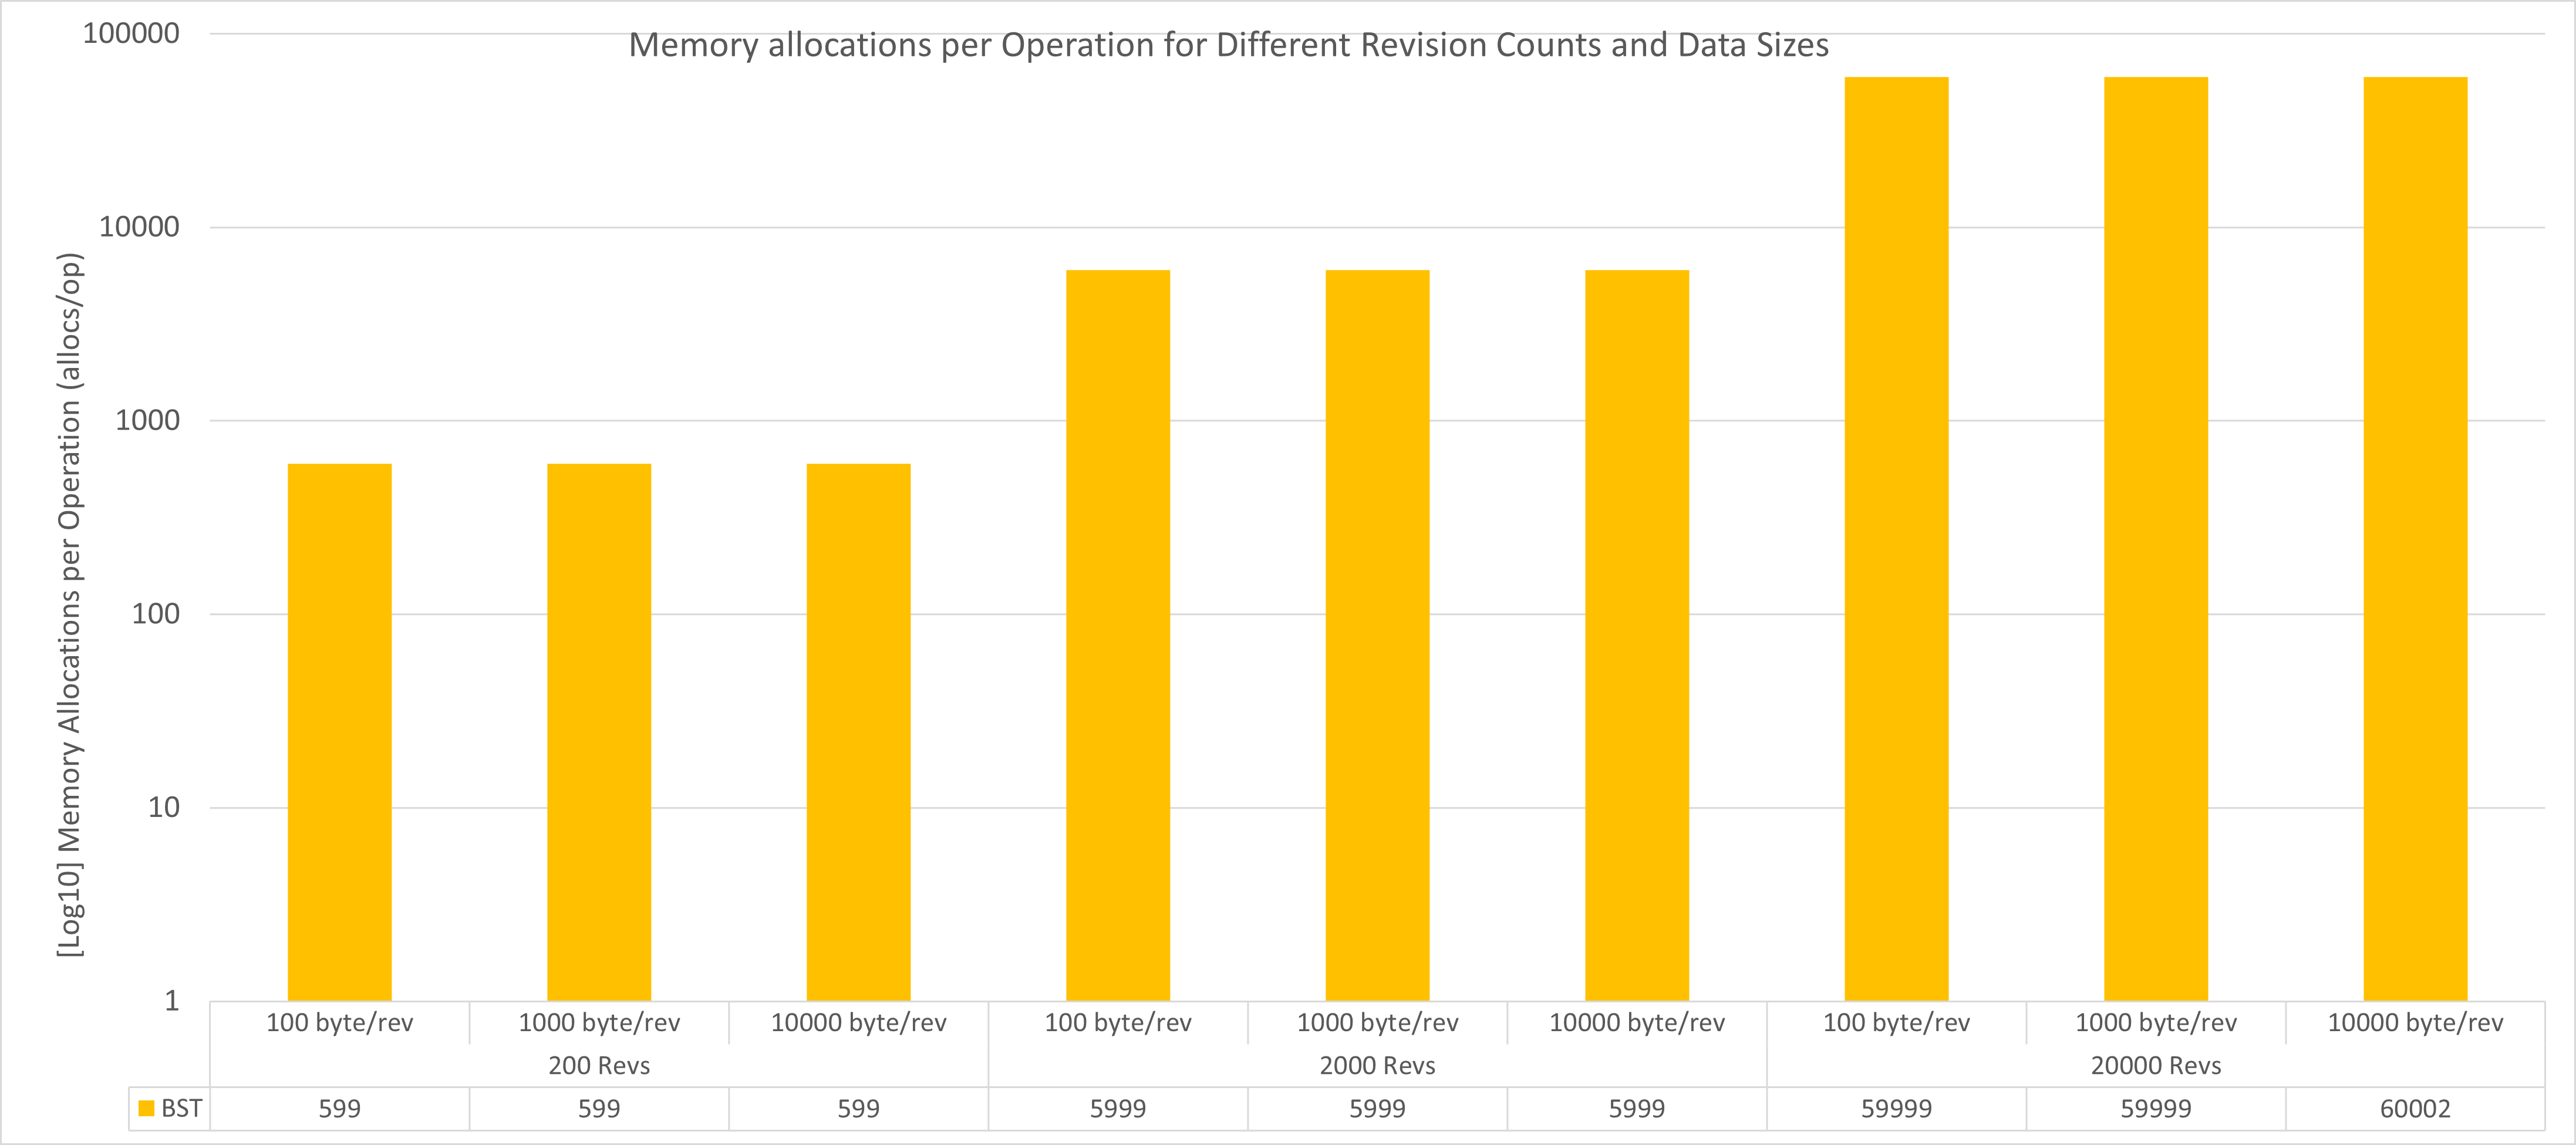 Memory allocations per Operation for Different Revision Counts and Data Sizes
[Log10] Memory Allocations per Operation (allocs/op)
100000
10000
1000
100
10
1
100 byte/rev 1000 byte/rev 10000 byte/rev 100 byte/rev 1000 byte/rev 10000 byte/rev 100 byte/rev 1000 byte/rev 10000 byte/rev
200 Revs 2000 Revs 20000 Revs
BST 599 599 599 5999 5999 5999 59999 59999 60002